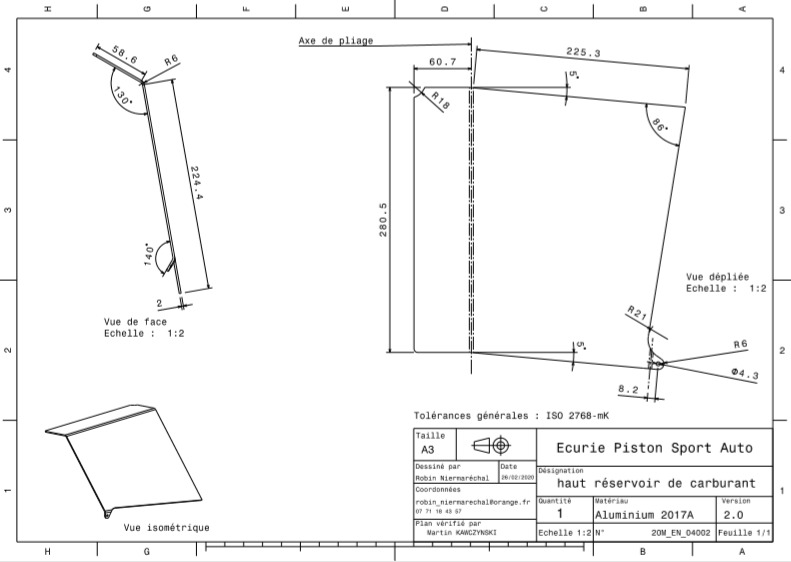 H G F E D C B A
4
3
2
1
4
3
2
1
58.6
R6
130°
224.4
140°
2
Vue de face
Echelle : 1:2
Axe de pliage
60.7
225.3
5°
R18
86°
280.5
Vue dépliée
Echelle : 1:2
R21
R6
5°
Ø4.3
8.2
Vue isométrique
Tolérances générales : ISO 2768-mK
Taille
A3
Ecurie Piston Sport Auto
Dessiné par
Robin Niermaréchal
Date
26/02/2020
Désignation
haut réservoir de carburant
Coordonnées
robin_niermarechal@orange.fr
07 71 18 43 57
Quantité
1
Matériau
Aluminium 2017A
Version
2.0
Plan vérifié par
Martin KAWCZYNSKI
Echelle 1:2
N° 20M_EN_04002
Feuille 1/1
H G B A